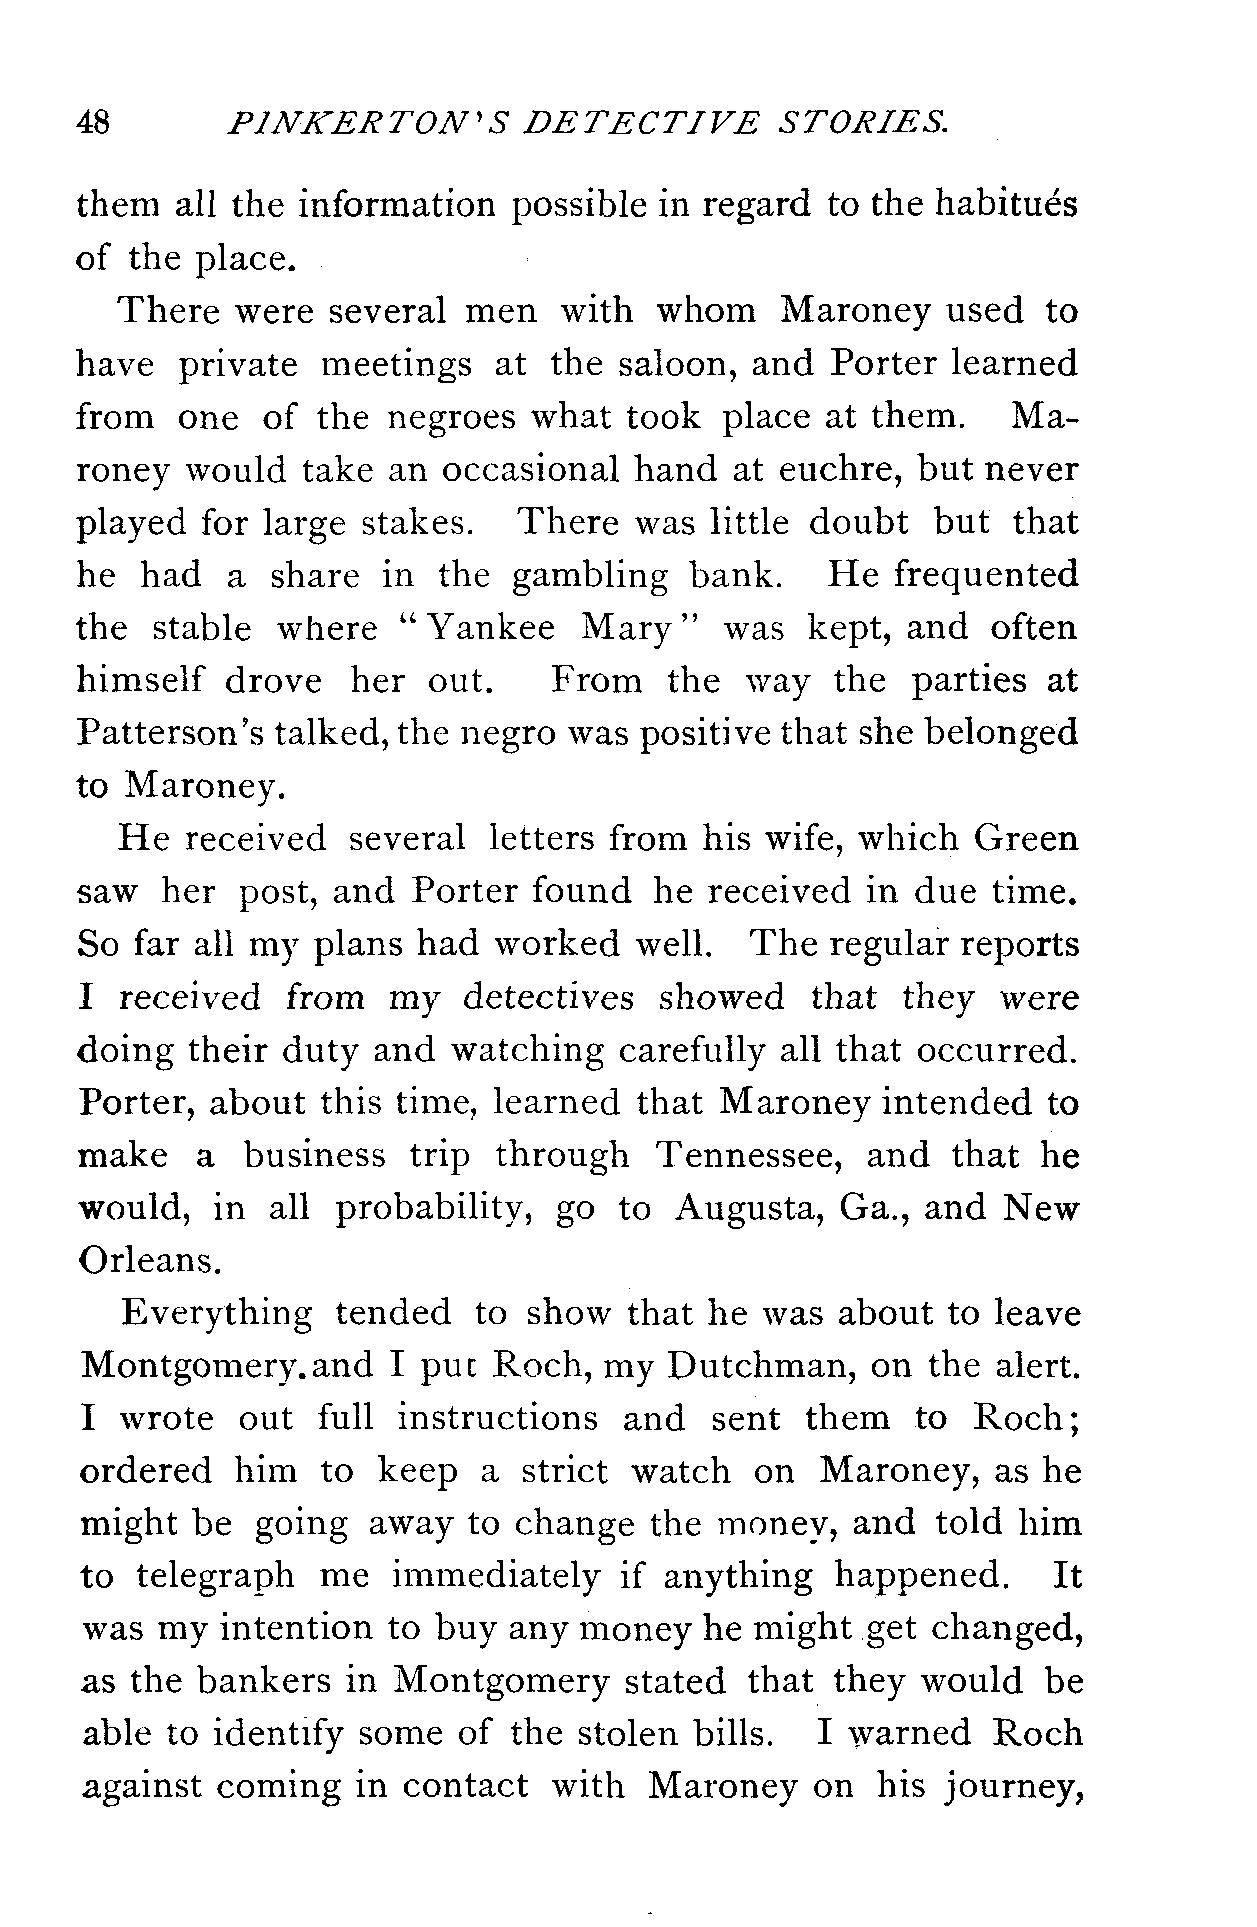 48 PINKERTON'S DETECTIVE STORIES.
them all the information possible in regard to the habitués
of the place.
There were several men with whom Maroney used to
have private meetings at the saloon, and Porter learned
from one of the negroes what took place at them. Ma-
roney would take an occasional hand at euchre, but never
played for large stakes. There was little doubt but that
he had a share in the gambling bank. He frequented
the stable where " Yankee Mary " was kept, and often
himself drove her out. From the way the parties at
Patterson's talked, the negro was positive that she belonged
to Maroney.
He received several letters from his wife, which Green
saw her post, and Porter found he received in due time.
So far all my plans had worked well. The regular reports
I received from my detectives showed that they were
doing their duty and watching carefully all that occurred.
Porter, about this time, learned that Maroney intended to
make a business trip through Tennessee, and that he
would, in all probability, go to Augusta, Ga., and New
Orleans.
Everything tended to show that he was about to leave
Montgomery. and I put Roch, my Dutchman, on the alert.
I wrote out full instructions and sent them to Roch;
ordered him to keep a strict watch on Maroney, as he
might be going away to change the money, and told him
to telegraph me immediately if anything happened. It
was my intention to buy any money he might get changed,
as the bankers in Montgomery stated that they would be
able to identify some of the stolen bills. I warned Roch
against coming in contact with Maroney on his journey,